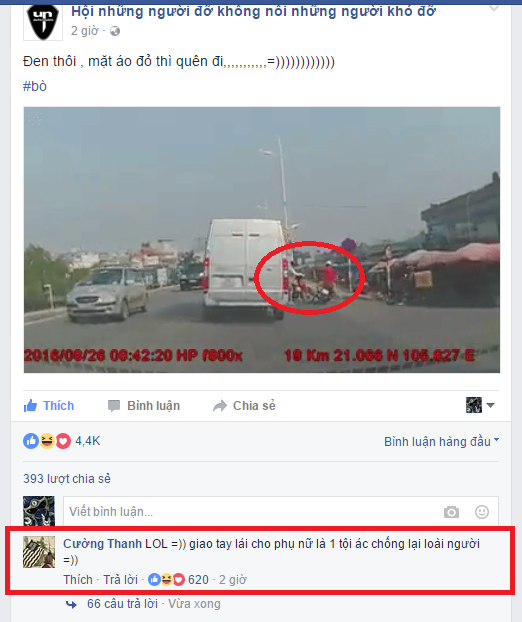 Hội những người đỡ không nổi những người khó đỡ
2 giờ ·
Đen thôi , mặt áo đỏ thì quên đi,,,,,,,,,,,=))))))))))))
#bò
2016/08/26 08:42:20 HP f800x 19 Km 21.066 N 105.827 E
Thích Bình luận Chia sẻ
4,4K Bình luận hàng đầu
393 lượt chia sẻ
Viết bình luận...
Cường Thanh LOL =)) giao tay lái cho phụ nữ là 1 tội ác chống lại loài người
=))
Thích · Trả lời · 620 · 2 giờ
66 câu trả lời · Vừa xong